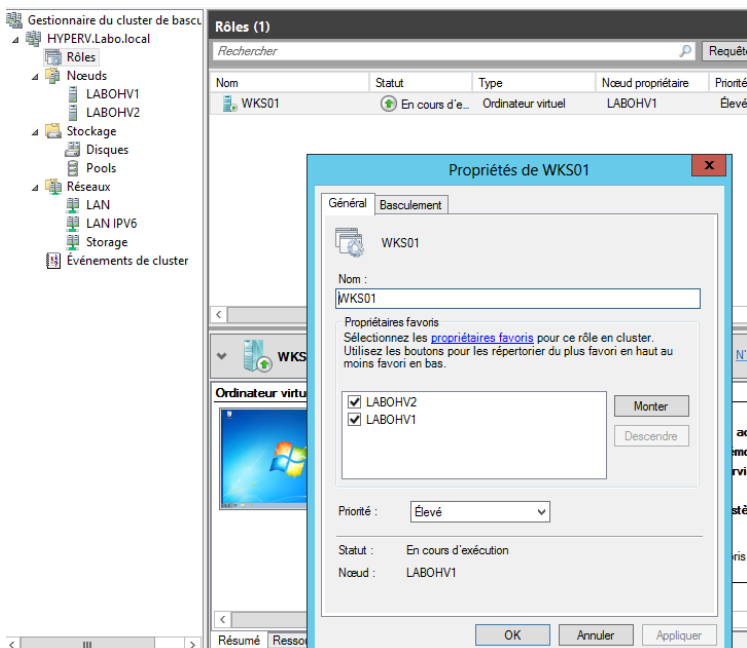 Gestionnaire du cluster de bascu
HYPERV.Labo.local
Rôles
Nœuds
LABOHV1
LABOHV2
Stockage
Disques
Pools
Réseaux
LAN
LAN IPV6
Storage
Événements de cluster
Rôles (1)
Rechercher
Requête
Nom Statut Type Nœud propriétaire Priorité
WKS01 En cours d'e... Ordinateur virtuel LABOHV1 Élevé
WKS
Ordinateur virtu
Résumé Ressou
Propriétés de WKS01
x
Général Basculement
WKS01
Nom :
WKS01
Propriétaires favoris
Sélectionnez les propriétaires favoris pour ce rôle en cluster.
Utilisez les boutons pour les répertorier du plus favori en haut au
moins favori en bas.
LABOHV2
LABOHV1
Monter
Descendre
Priorité : Élevé
Statut : En cours d'exécution
Nœud : LABOHV1
OK Annuler Appliquer